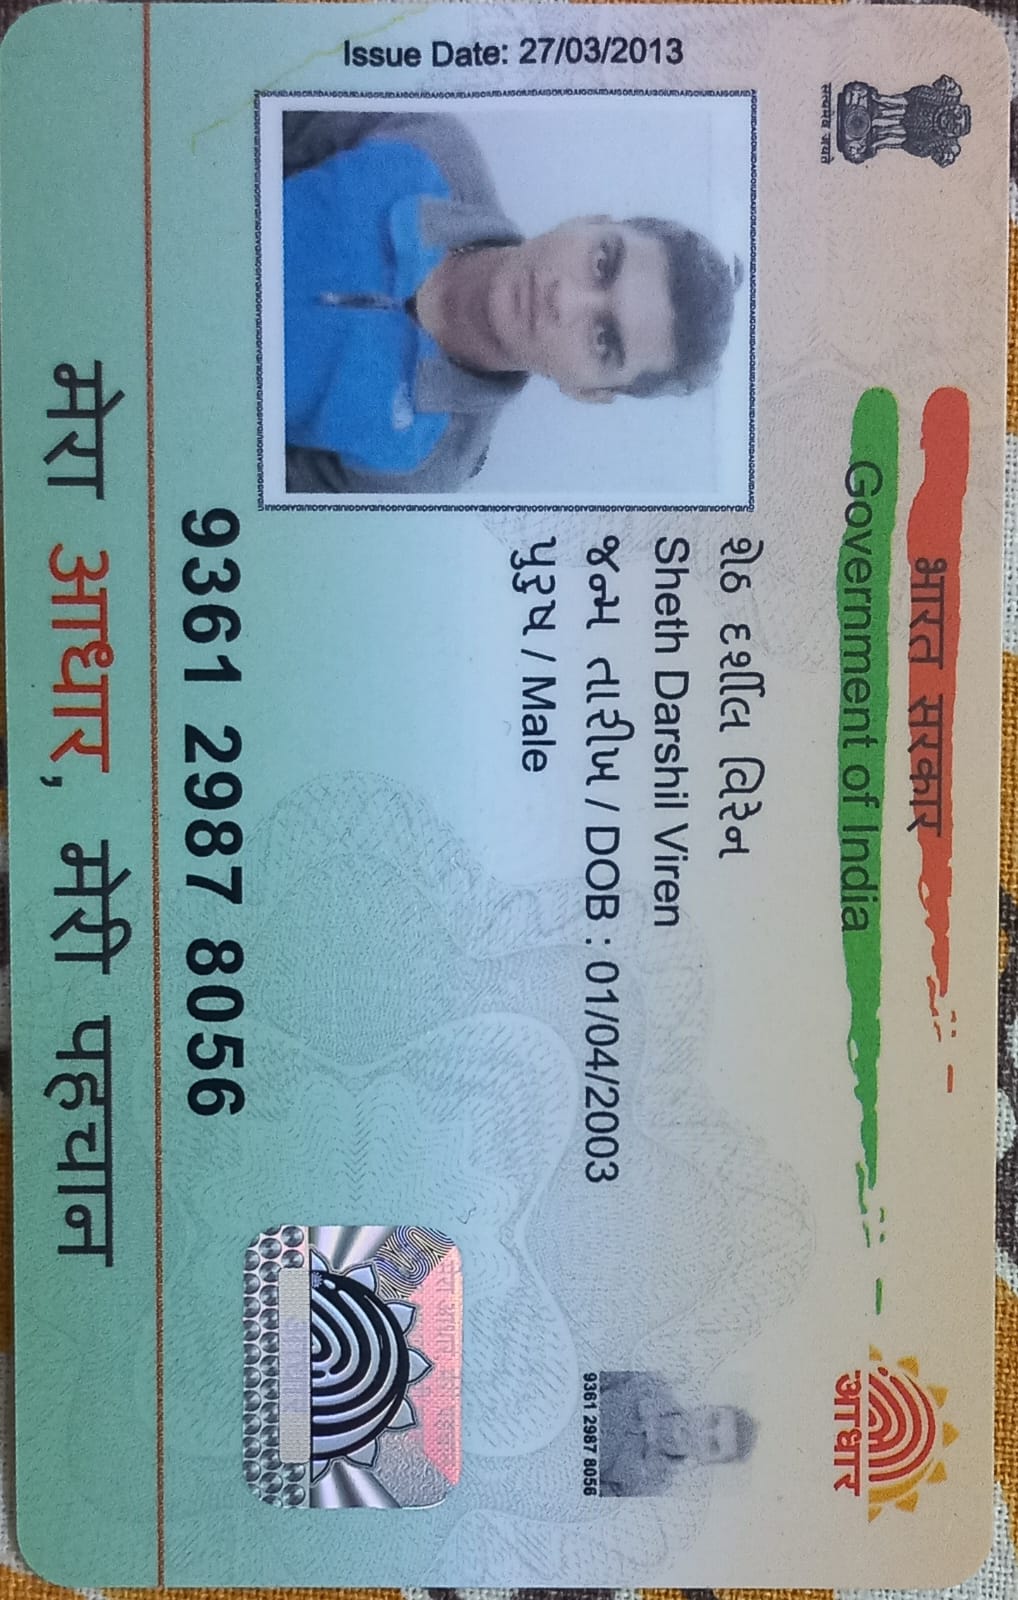 भारत सरकार
Government of India
सत्यमेव जयते
Issue Date: 27/03/2013
શેઠ દર્શીલ વિરેન
Sheth Darshil Viren
જન્મ તારીખ / DOB : 01/04/2003
પુરુષ / Male
9361 2987 8056
आधार
9361 2987 8056
मेरा आधार, मेरी पहचान